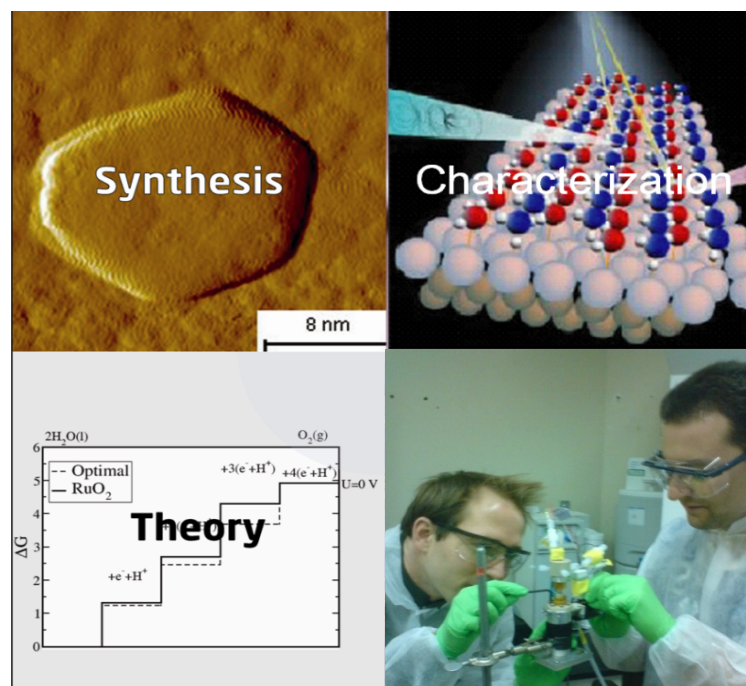 Synthesis
Characterization
8 nm
2H₂O(l)
O₂(g)
6
+3(e⁻+H⁺)
+4(e⁻+H⁺)
Optimal
RuO₂
5
U=0 V
4
Theory
ΔG
3
+e⁻+H⁺
2
1
0